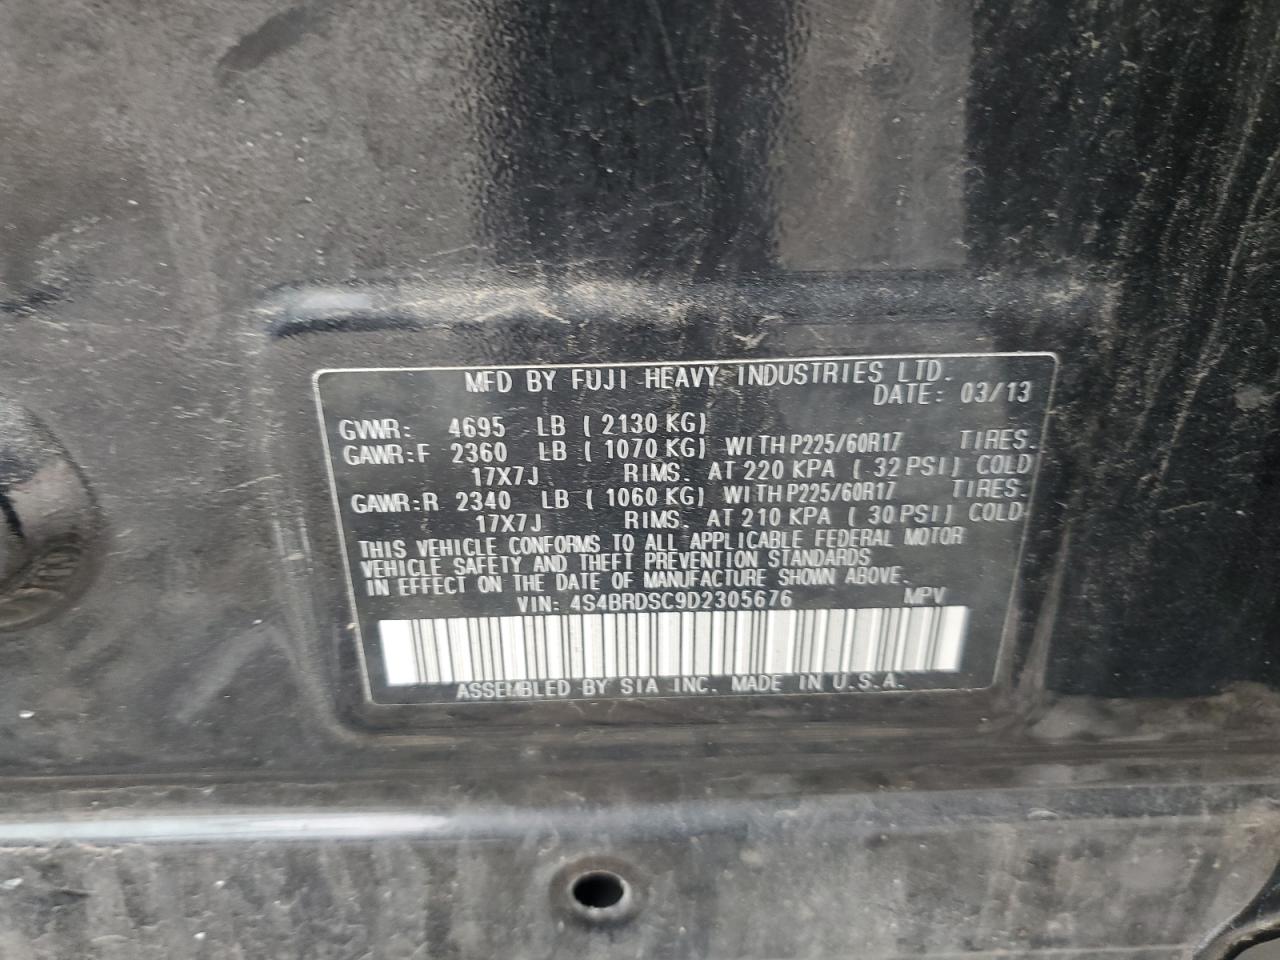 MFD BY FUJI HEAVY INDUSTRIES LTD.
DATE: 03/13
GVWR: 4695 LB ( 2130 KG)
GAWR:F 2360 LB ( 1070 KG) WITH P225/60R17 TIRES.
17X7J RIMS. AT 220 KPA ( 32 PSI) COLD
GAWR:R 2340 LB ( 1060 KG) WITH P225/60R17 TIRES.
17X7J RIMS. AT 210 KPA ( 30 PSI) COLD.
THIS VEHICLE CONFORMS TO ALL APPLICABLE FEDERAL MOTOR
VEHICLE SAFETY AND THEFT PREVENTION STANDARDS
IN EFFECT ON THE DATE OF MANUFACTURE SHOWN ABOVE.
VIN: 4S4BRDSC9D2305676 MPV
ASSEMBLED BY SIA INC. MADE IN U.S.A.